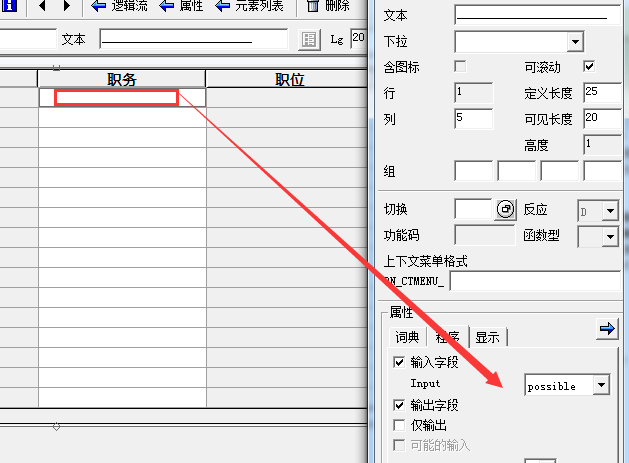 逻辑流 属性 元素列表 删除
文本 Lg 20
职务 职位
文本
下拉
含图标 可滚动
行 1 定义长度 25
列 5 可见长度 20
高度 1
组
切换 反应 D
功能码 函数型
上下文菜单格式
ON_CTMENU_
属性
词典 程序 显示
输入字段
Input possible
输出字段
仅输出
可能的输入